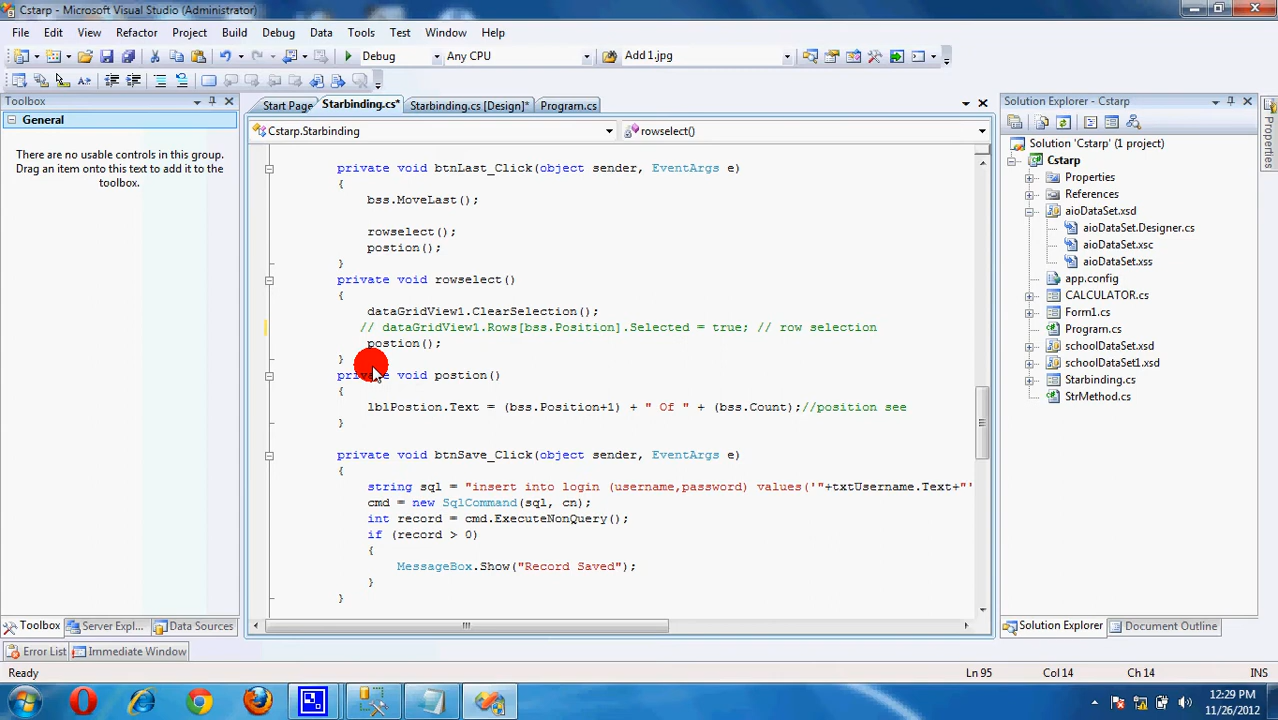 Cstarp - Microsoft Visual Studio (Administrator)
File Edit View Refactor Project Build Debug Data Tools Test Window Help
Debug Any CPU Add 1.jpg
Toolbox
General
There are no usable controls in this group.
Drag an item onto this text to add it to the
toolbox.
Start Page Starbinding.cs* Starbinding.cs [Design]* Program.cs
Cstarp.Starbinding rowselect()
private void btnLast_Click(object sender, EventArgs e)
{
bss.MoveLast();
rowselect();
postion();
}
private void rowselect()
{
dataGridView1.ClearSelection();
// dataGridView1.Rows[bss.Position].Selected = true; // row selection
postion();
}
private void postion()
{
lblPostion.Text = (bss.Position+1) + " Of " + (bss.Count);//position see
}
private void btnSave_Click(object sender, EventArgs e)
{
string sql = "insert into login (username,password) values('"+txtUsername.Text+"'
cmd = new SqlCommand(sql, cn);
int record = cmd.ExecuteNonQuery();
if (record > 0)
{
MessageBox.Show("Record Saved");
}
}
Solution Explorer - Cstarp
Solution 'Cstarp' (1 project)
Cstarp
Properties
References
aioDataSet.xsd
aioDataSet.Designer.cs
aioDataSet.xsc
aioDataSet.xss
app.config
CALCULATOR.cs
Form1.cs
Program.cs
schoolDataSet.xsd
schoolDataSet1.xsd
Starbinding.cs
StrMethod.cs
Properties
Toolbox Server Expl... Data Sources
Solution Explorer Document Outline
Error List Immediate Window
Ready Ln 95 Col 14 Ch 14 INS
12:29 PM
11/26/2012